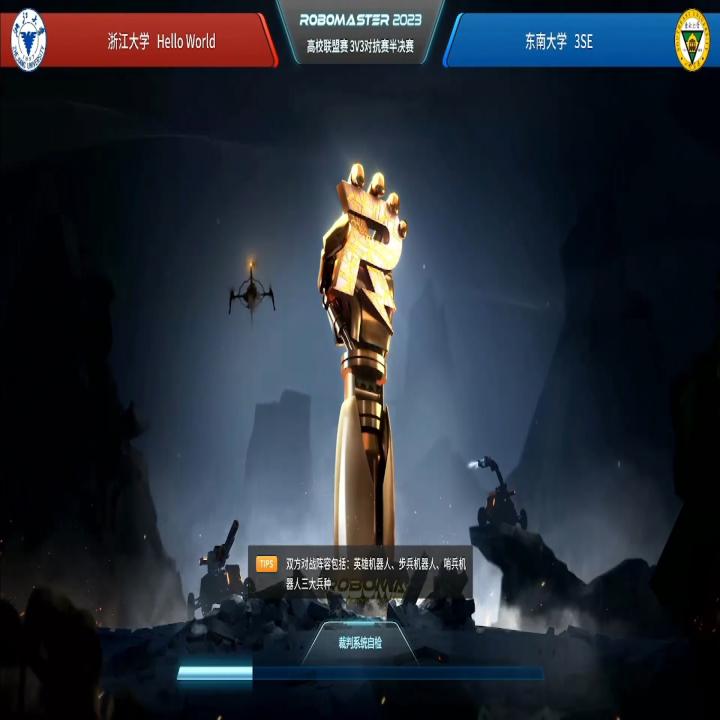 ROBOMASTER 2023
浙江大学 Hello World
高校联盟赛 3V3对抗赛半决赛
东南大学 3SE
TIPS
双方对战阵容包括：英雄机器人、步兵机器人、哨兵机
器人三大兵种
ROBOMA
裁判系统自检